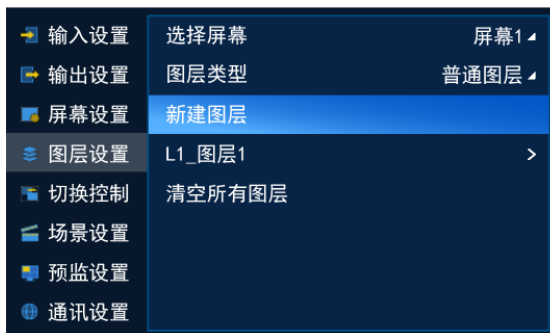 输入设置
输出设置
屏幕设置
图层设置
切换控制
场景设置
预监设置
通讯设置
选择屏幕 屏幕1
图层类型 普通图层
新建图层
L1_图层1 >
清空所有图层